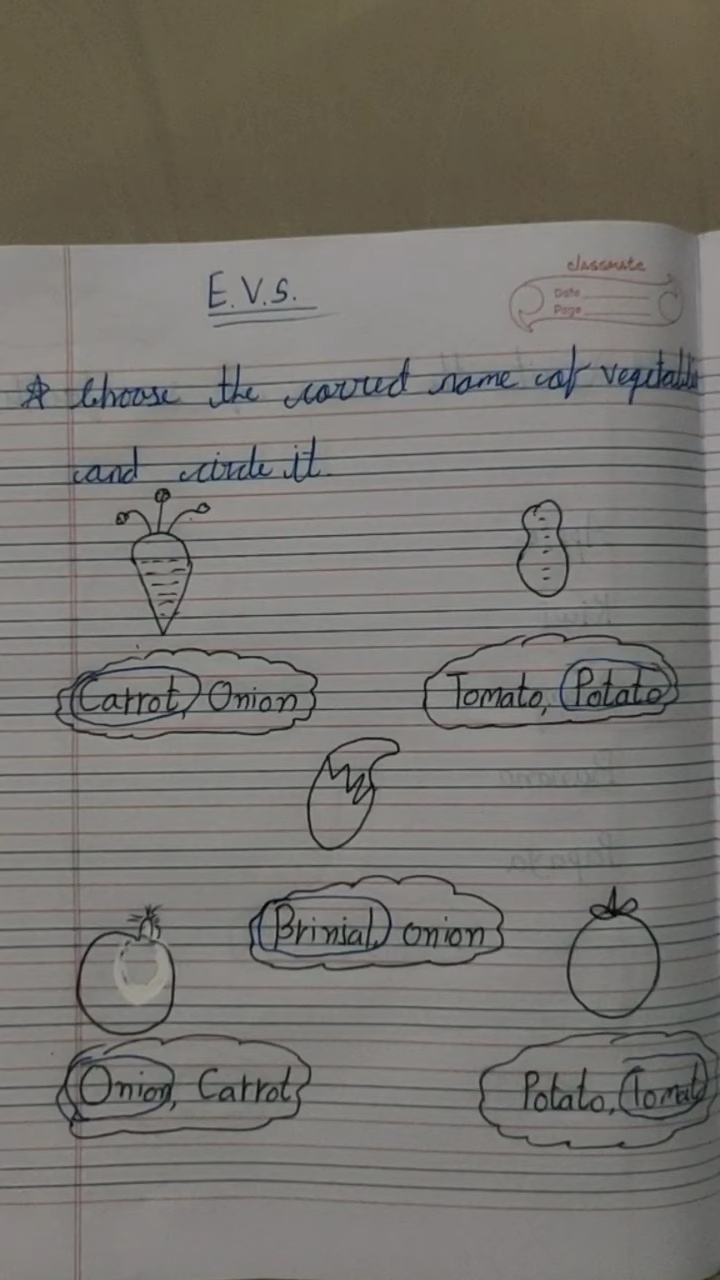 E.V.S.
classmate
Date
Page
☆ Choose the correct name of vegetable
and circle it.
Carrot, Onion
Tomato, Potato
Brinjal, onion
Onion, Carrot
Potato, Tomat